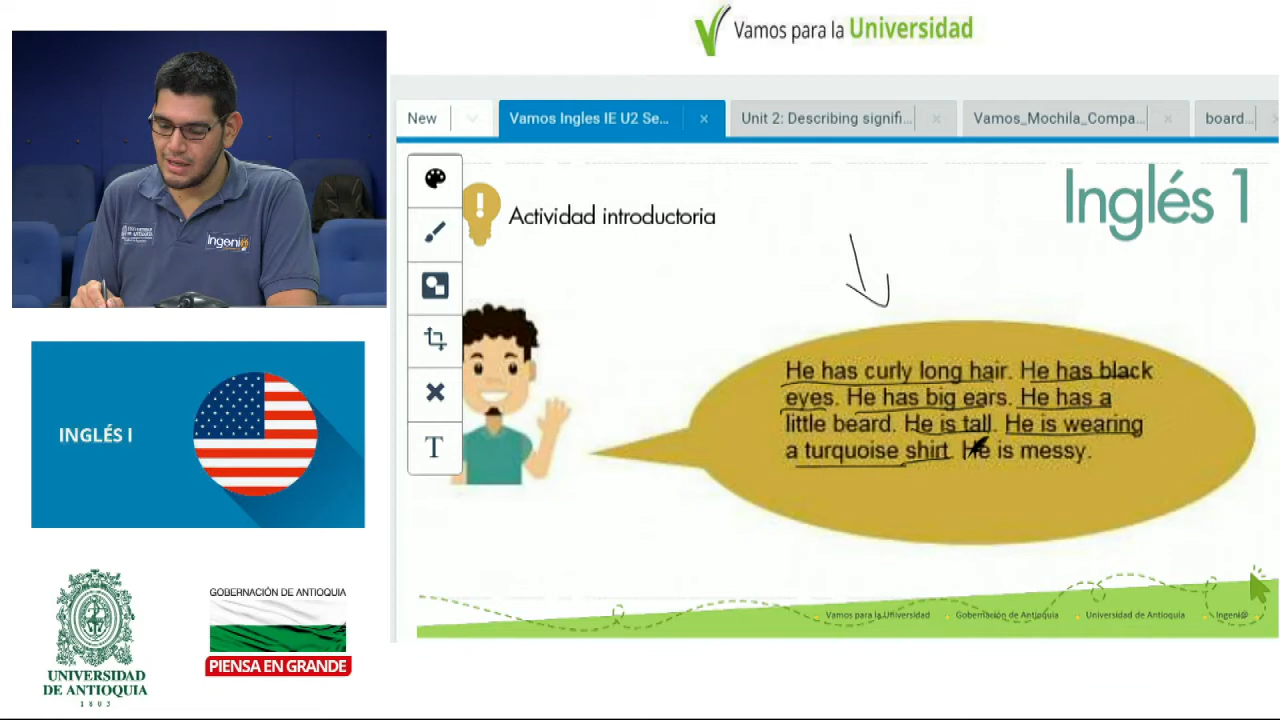 Vamos para la Universidad
New
Vamos Ingles IE U2 Se...
Unit 2: Describing signifi...
Vamos_Mochila_Compa...
board...
Inglés 1
Actividad introductoria
ingeni@
He has curly long hair. He has black
eyes. He has big ears. He has a
little beard. He is tall. He is wearing
a turquoise shirt. He is messy.
T
INGLÉS I
Vamos para la Universidad
Gobernación de Antioquia
Universidad de Antioquia
Ingeni@
UNIVERSIDAD
DE ANTIOQUIA
1803
GOBERNACIÓN DE ANTIOQUIA
PIENSA EN GRANDE